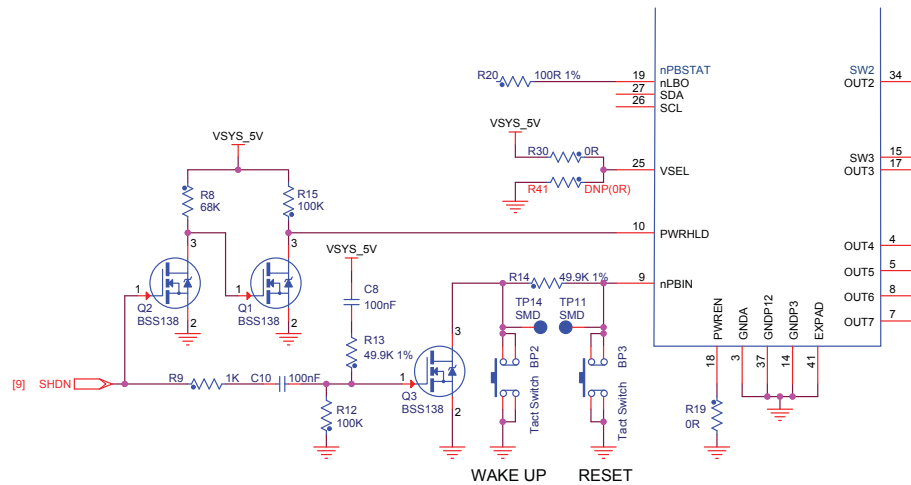 nPBSTAT
SW2
R20
100R 1%
19
nLBO
OUT2
34
27
SDA
26
SCL
VSYS_5V
R30
0R
SW3
15
25
VSEL
OUT3
17
R41
DNP(0R)
VSYS_5V
R8
68K
R15
100K
10
PWRHLD
OUT4
4
3
3
VSYS_5V
R14
49.9K 1%
9
nPBIN
OUT5
5
C8
100nF
TP14
SMD
TP11
SMD
OUT6
8
1
1
OUT7
7
Q2
BSS138
2
Q1
BSS138
2
R13
49.9K 1%
3
PWREN
GNDA
GNDP12
GNDP3
EXPAD
18
3
37
14
41
BP2
Tact Switch
BP3
Tact Switch
[9]
SHDN
R9
1K
C10
100nF
1
Q3
BSS138
2
R12
100K
R19
0R
WAKE UP
RESET